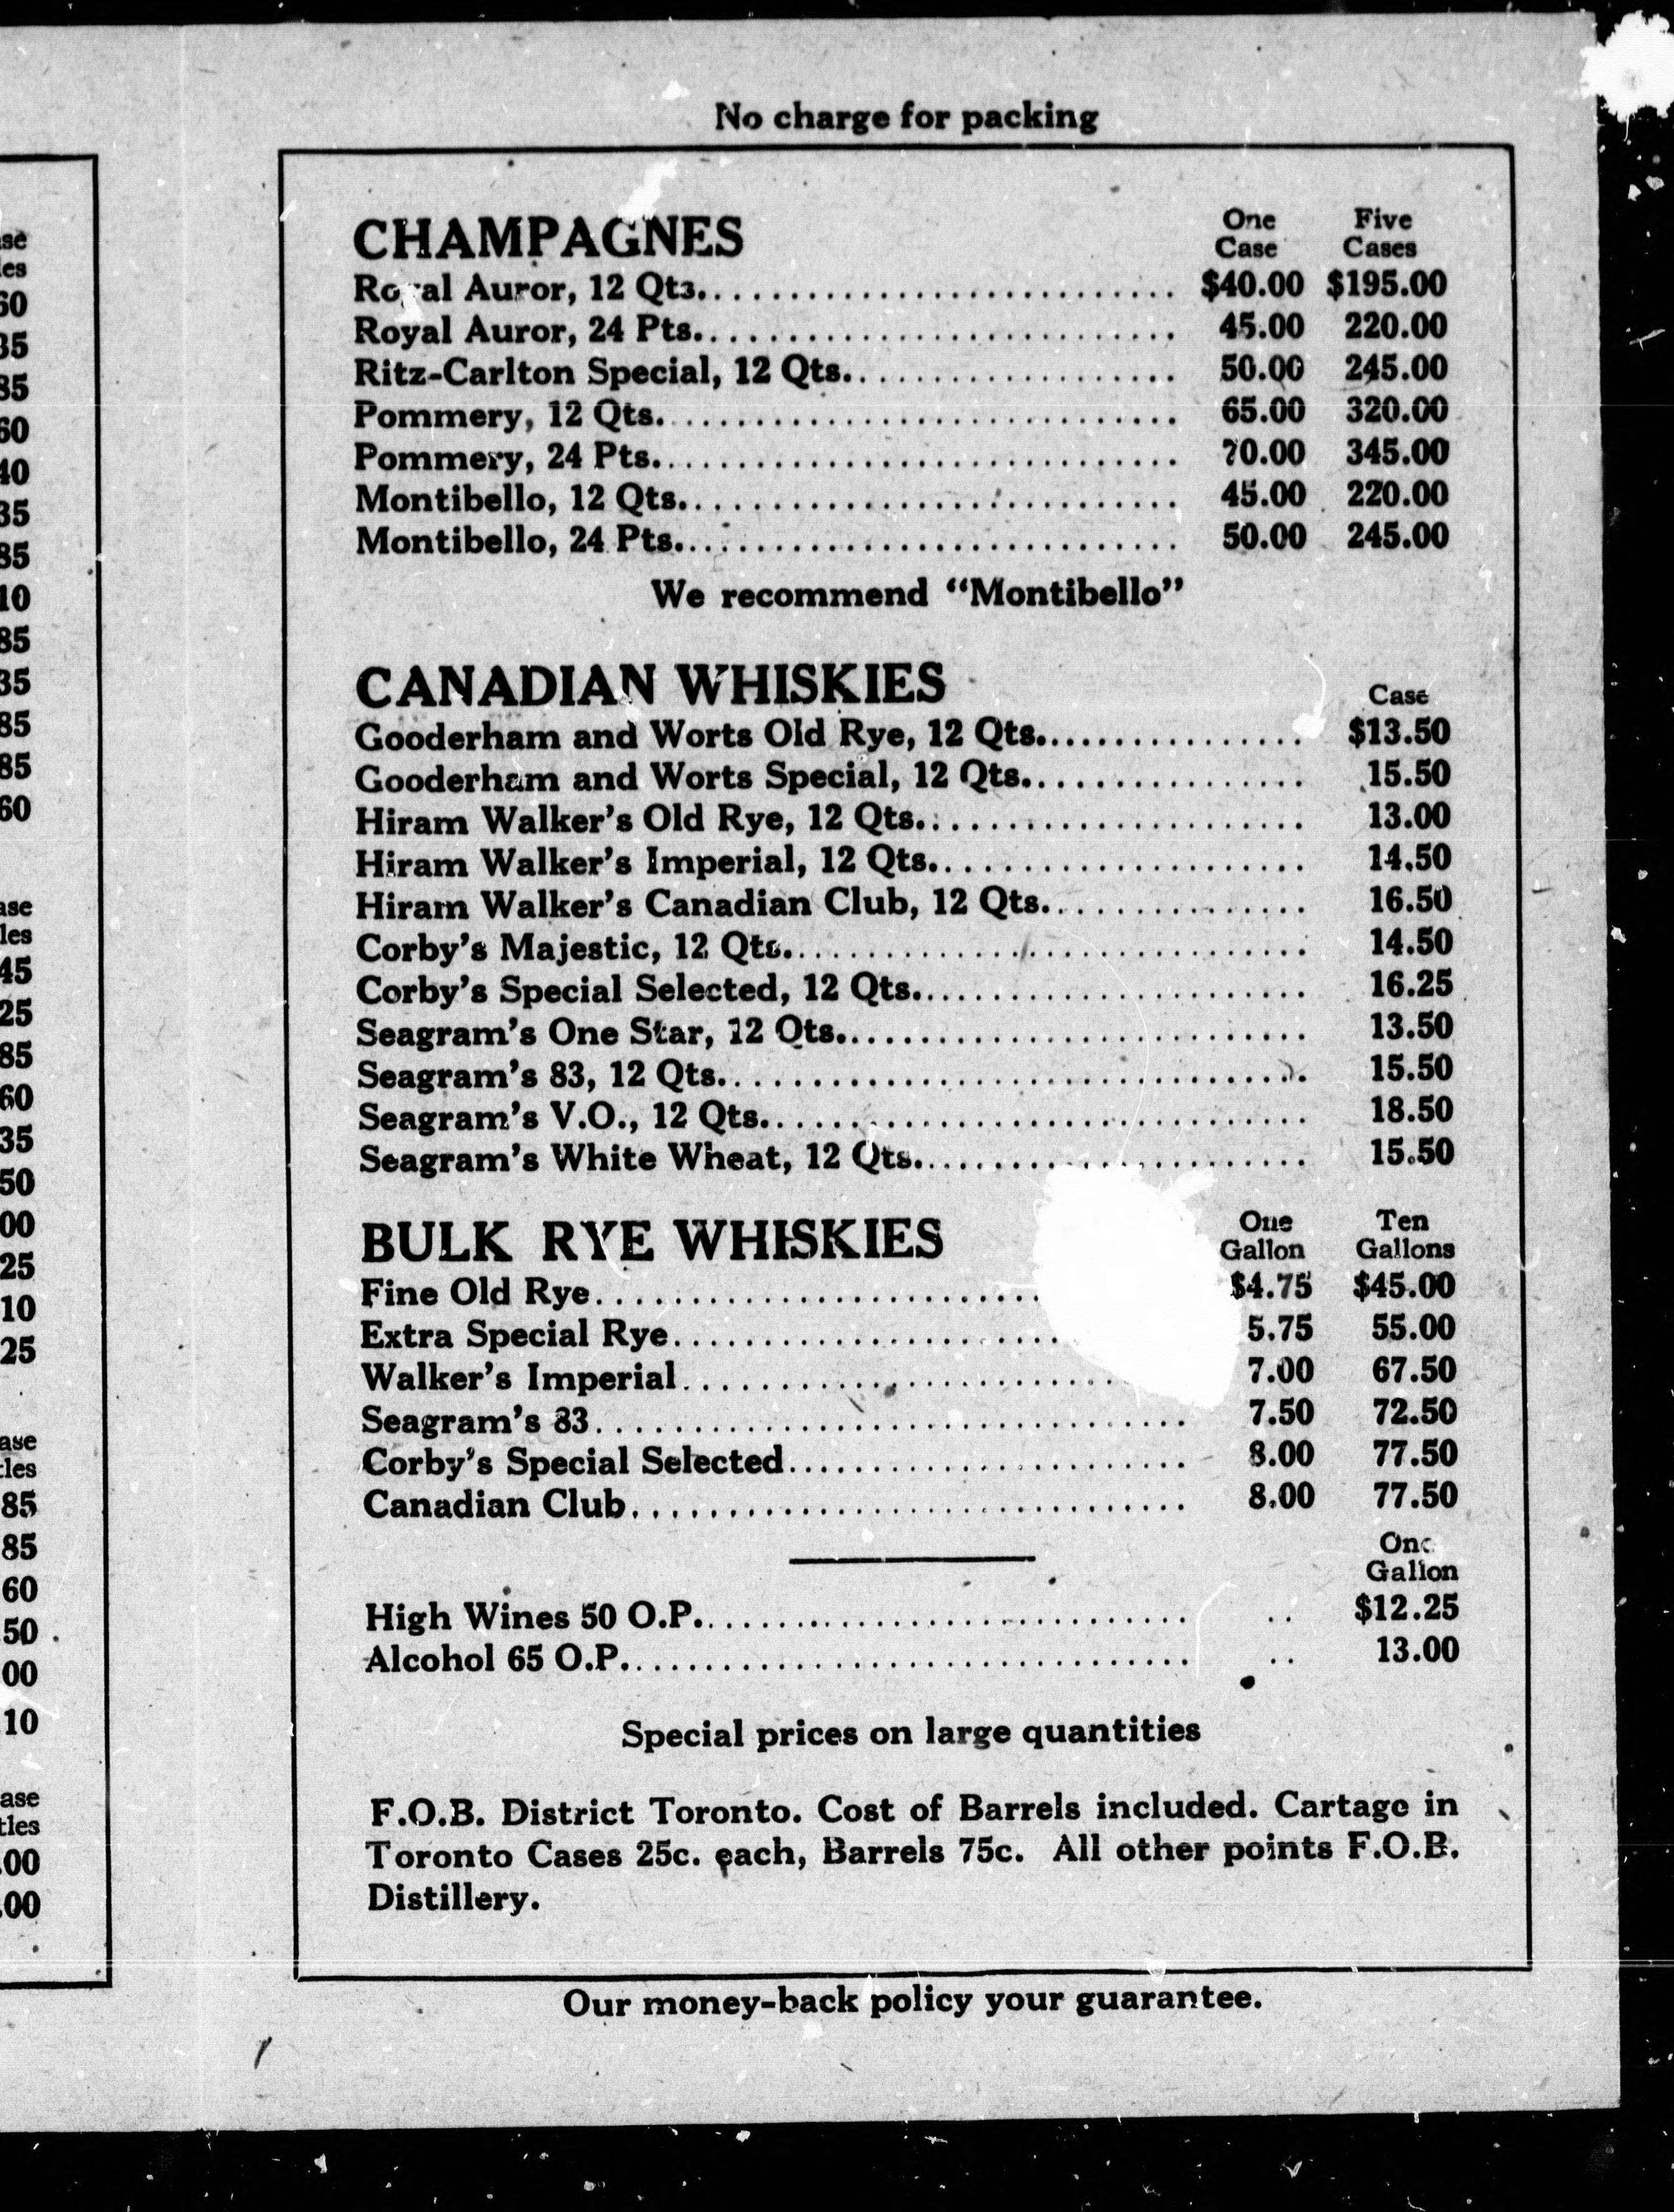 No charge for packing
CHAMPAGNES One Case Five Cases
Royal Auror, 12 Qts. $40.00 $195.00
Royal Auror, 24 Pts. 45.00 220.00
Ritz-Carlton Special, 12 Qts. 50.00 245.00
Pommery, 12 Qts. 65.00 320.00
Pommery, 24 Pts. 70.00 345.00
Montibello, 12 Qts. 45.00 220.00
Montibello, 24 Pts. 50.00 245.00
We recommend “Montibello”
CANADIAN WHISKIES Case
Gooderham and Worts Old Rye, 12 Qts. $13.50
Gooderham and Worts Special, 12 Qts. 15.50
Hiram Walker’s Old Rye, 12 Qts. 13.00
Hiram Walker’s Imperial, 12 Qts. 14.50
Hiram Walker’s Canadian Club, 12 Qts. 16.50
Corby’s Majestic, 12 Qts. 14.50
Corby’s Special Selected, 12 Qts. 16.25
Seagram’s One Star, 12 Qts. 13.50
Seagram’s 83, 12 Qts. 15.50
Seagram’s V.O., 12 Qts. 18.50
Seagram’s White Wheat, 12 Qts. 15.50
BULK RYE WHISKIES One Gallon Ten Gallons
Fine Old Rye $4.75 $45.00
Extra Special Rye 5.75 55.00
Walker’s Imperial 7.00 67.50
Seagram’s 83 7.50 72.50
Corby’s Special Selected 8.00 77.50
Canadian Club 8.00 77.50
One
Gallon
High Wines 50 O.P. $12.25
Alcohol 65 O.P. 13.00
Special prices on large quantities
F.O.B. District Toronto. Cost of Barrels included. Cartage in
Toronto Cases 25c. each, Barrels 75c. All other points F.O.B.
Distillery.
Our money-back policy your guarantee.